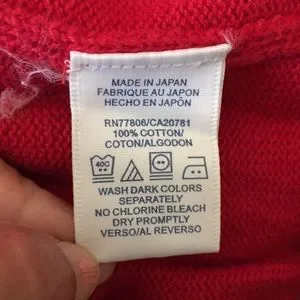 MADE IN JAPAN
FABRIQUE AU JAPON
HECHO EN JAPÓN
RN77806/CA20781
100% COTTON/
COTON/ALGODON
40C
WASH DARK COLORS
SEPARATELY
NO CHLORINE BLEACH
DRY PROMPTLY
VERSO/AL REVERSO